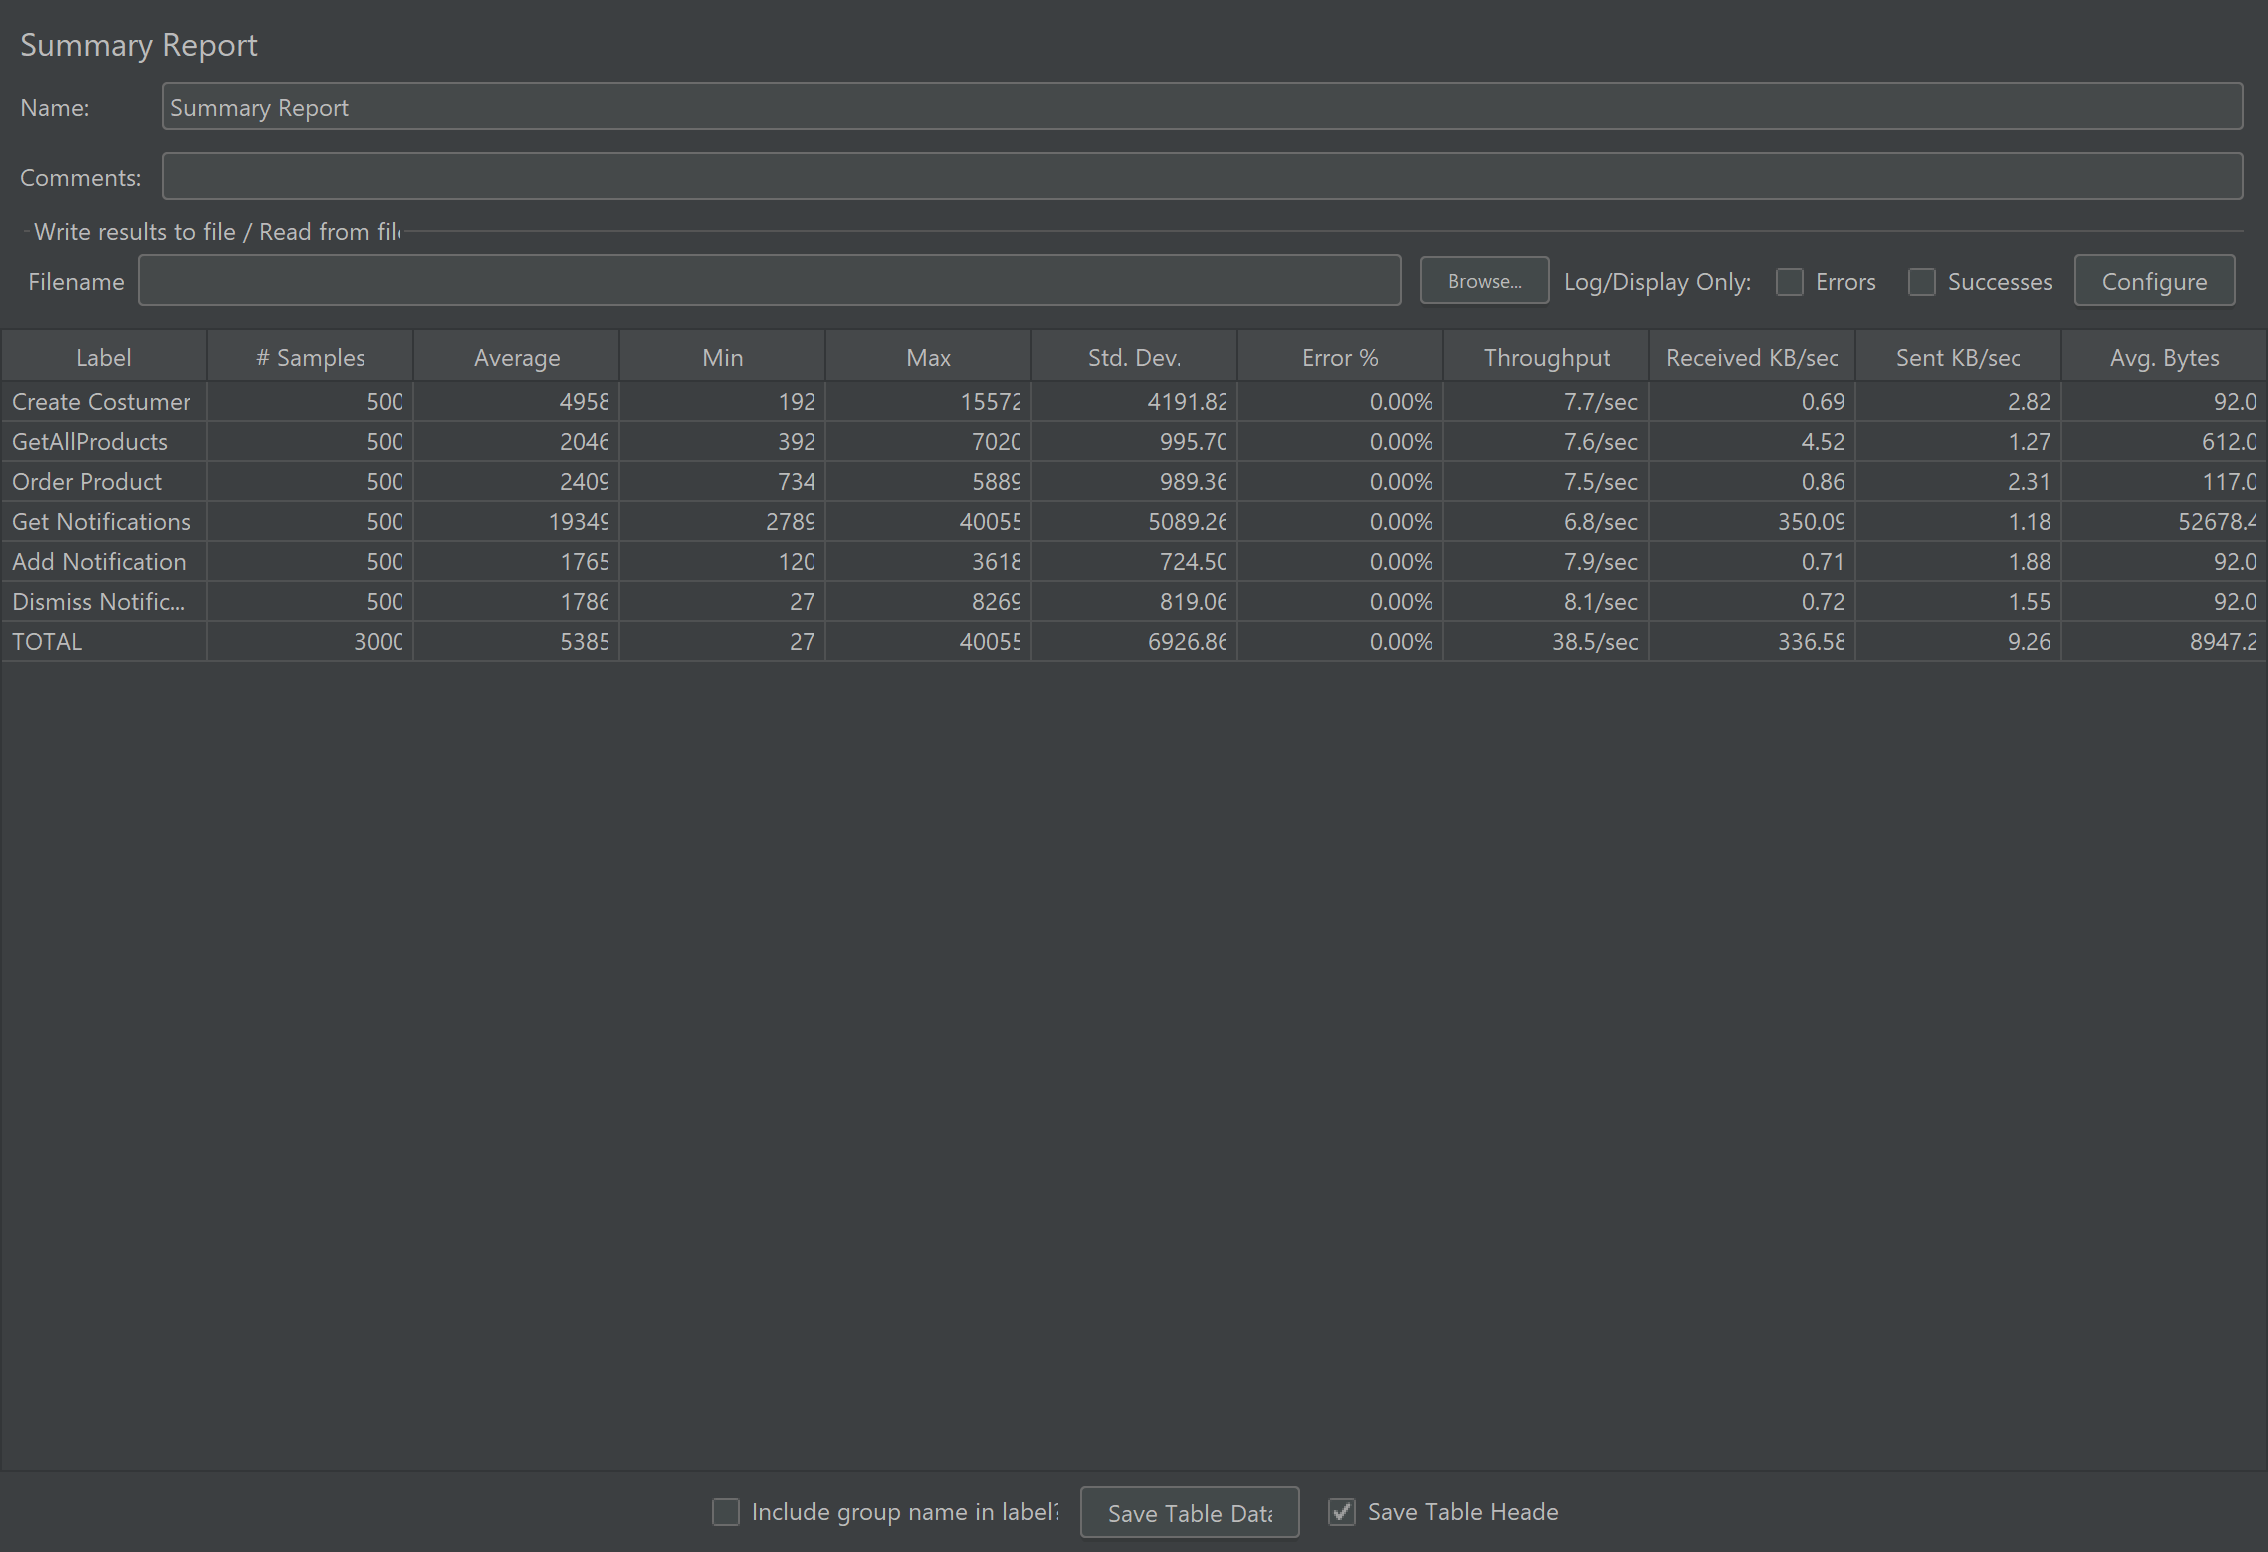 Summary Report
Name: Summary Report
Comments:
Write results to file / Read from fil
Filename Browse... Log/Display Only: Errors Successes Configure
Label # Samples Average Min Max Std. Dev. Error % Throughput Received KB/sec Sent KB/sec Avg. Bytes
Create Costumer 500 4958 192 15572 4191.82 0.00% 7.7/sec 0.69 2.82 92.0
GetAllProducts 500 2046 392 7020 995.70 0.00% 7.6/sec 4.52 1.27 612.0
Order Product 500 2409 734 5889 989.36 0.00% 7.5/sec 0.86 2.31 117.0
Get Notifications 500 19349 2789 40055 5089.26 0.00% 6.8/sec 350.09 1.18 52678.4
Add Notification 500 1765 120 3618 724.50 0.00% 7.9/sec 0.71 1.88 92.0
Dismiss Notific... 500 1786 27 8269 819.06 0.00% 8.1/sec 0.72 1.55 92.0
TOTAL 3000 5385 27 40055 6926.86 0.00% 38.5/sec 336.58 9.26 8947.2
Include group name in label? Save Table Data Save Table Heade